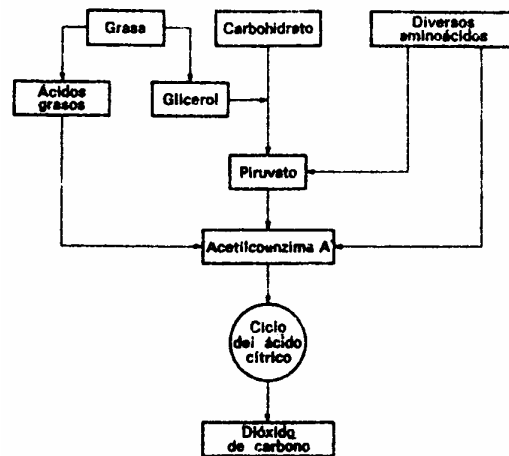 Grasa
Carbohidrato
Diversos
aminoácidos
Ácidos
grasos
Glicerol
Piruvato
Acetilcoenzima A
Ciclo
del ácido
cítrico
Dióxido
de carbono